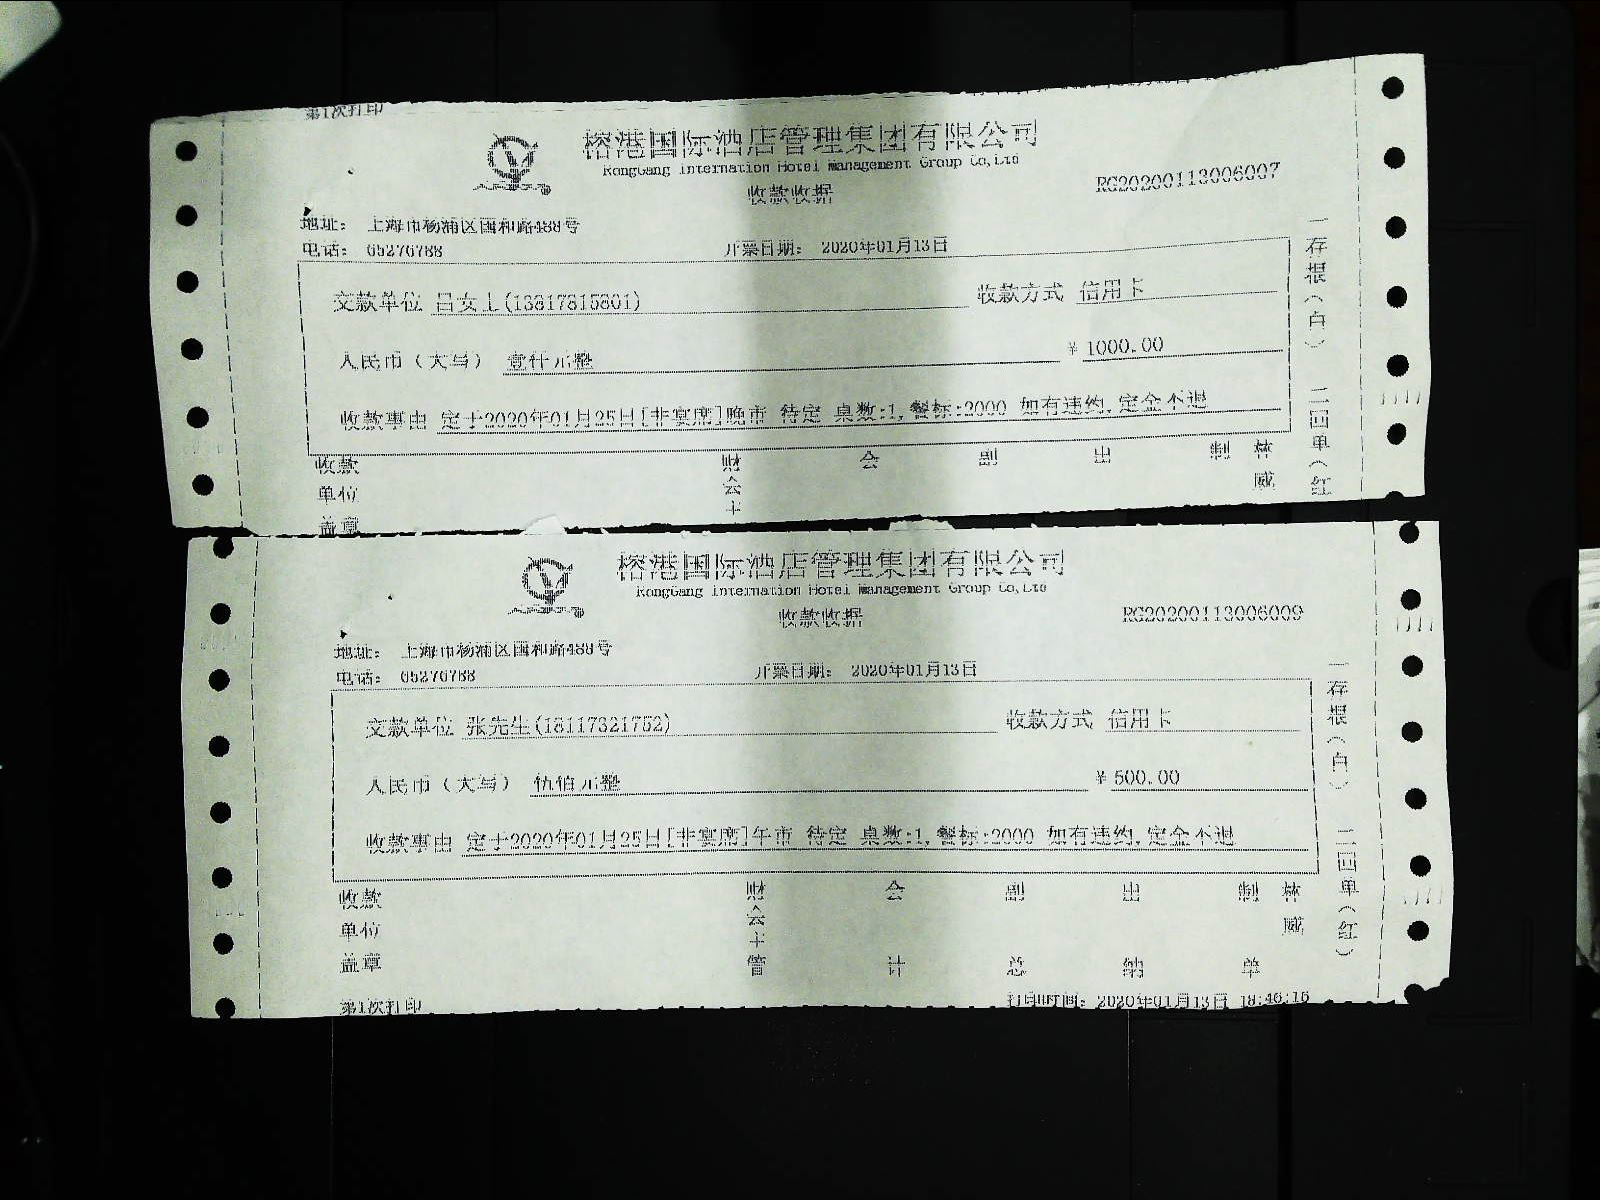 第1次打印
榕港国际酒店管理集团有限公司
RongGang Internation Hotel Management Group Co,Ltd
收款收据
RG20200113006007
地址： 上海市杨浦区国和路488号
电话： 65276788 开票日期： 2020年01月13日
交款单位 吕女士(13817815801) 收款方式 信用卡
人民币（大写） 壹仟元整 ￥1000.00
收款事由 定于2020年01月25日[非宴席]晚市 待定 桌数:1,餐标:2000 如有违约,定金不退
收款 财 会 副 出 制 林
单位 会 威
盖章 主
一存根（白） 二回单（红
榕港国际酒店管理集团有限公司
RongGang Internation Hotel Management Group Co,Ltd
收款收据
RG20200113006009
地址： 上海市杨浦区国和路488号
电话： 65276788 开票日期： 2020年01月13日
交款单位 张先生(18117321752) 收款方式 信用卡
人民币（大写） 伍佰元整 ￥500.00
收款事由 定于2020年01月25日[非宴席]午市 待定 桌数:1,餐标:2000 如有违约,定金不退
收款 财 会 副 出 制 林
单位 会 威
盖章 主
管 计 总 纳 单
一存根（白） 二回单（红）
第1次打印 打印时间：2020年01月13日 18:46:16